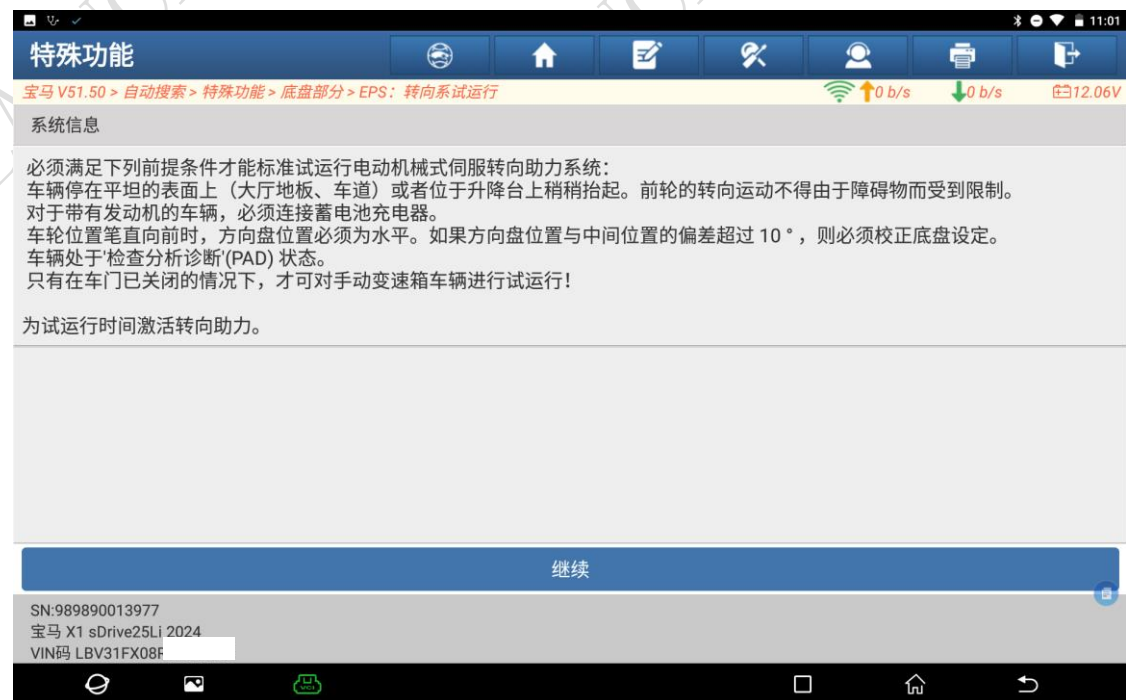 11:01
特殊功能
宝马 V51.50 > 自动搜索 > 特殊功能 > 底盘部分 > EPS：转向系试运行
0 b/s
0 b/s
12.06V
系统信息
必须满足下列前提条件才能标准试运行电动机械式伺服转向助力系统：
车辆停在平坦的表面上（大厅地板、车道）或者位于升降台上稍稍抬起。前轮的转向运动不得由于障碍物而受到限制。
对于带有发动机的车辆，必须连接蓄电池充电器。
车轮位置笔直向前时，方向盘位置必须为水平。如果方向盘位置与中间位置的偏差超过 10 °，则必须校正底盘设定。
车辆处于'检查分析诊断'(PAD) 状态。
只有在车门已关闭的情况下，才可对手动变速箱车辆进行试运行！
为试运行时间激活转向助力。
继续
SN:989890013977
宝马 X1 sDrive25Li 2024
VIN码 LBV31FX08
VCI